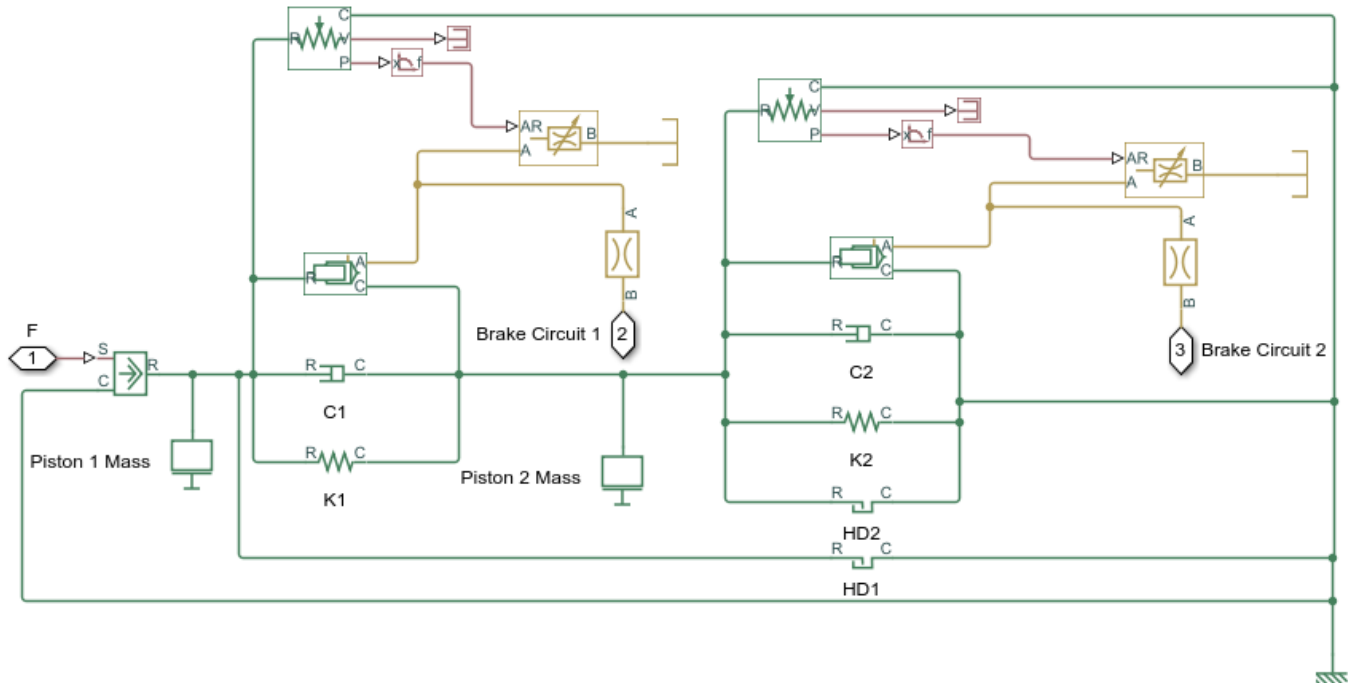 C
R V
P
x f
C
R V
P
AR B
A
x f
AR B
A
A
A
R A
C
R A
C
B
B
F
1
S
R
C
Brake Circuit 1
2
R C
C2
3
Brake Circuit 2
R C
C1
R C
K2
Piston 1 Mass
R C
K1
Piston 2 Mass
R C
HD2
R C
HD1